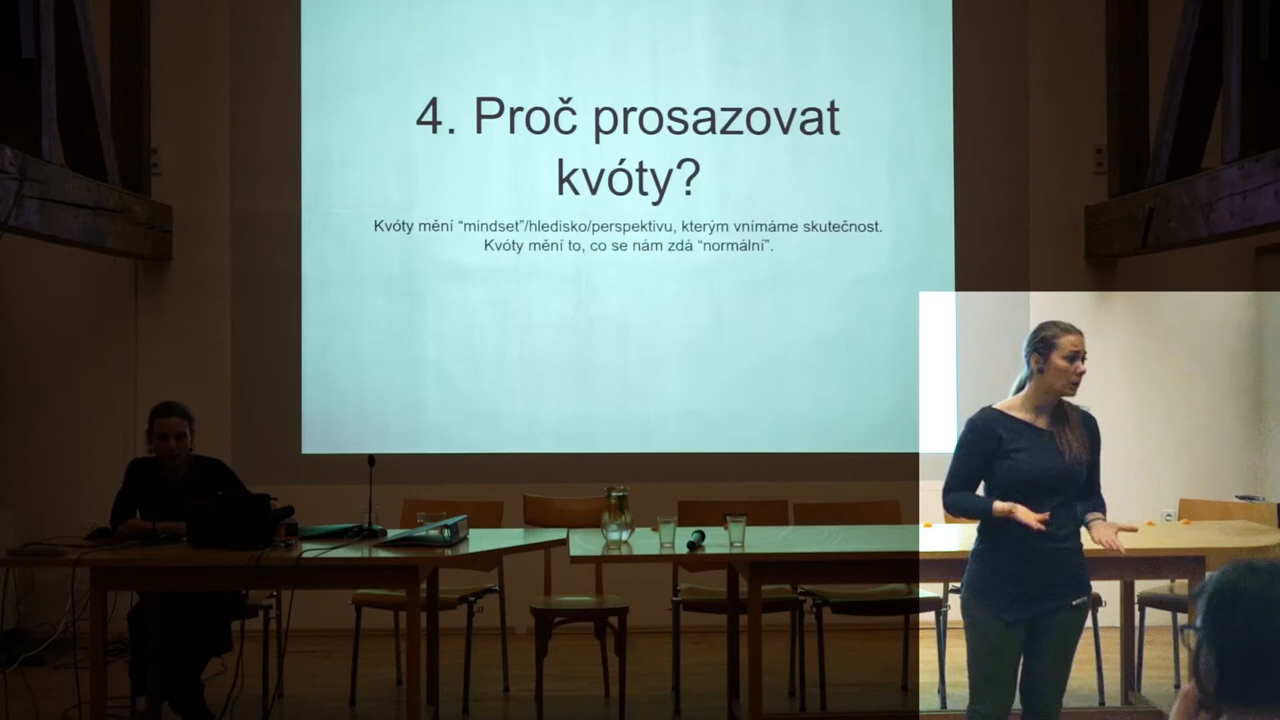 4. Proč prosazovat
kvóty?
Kvóty mění “mindset”/hledisko/perspektivu, kterým vnímáme skutečnost.
Kvóty mění to, co se nám zdá “normální”.